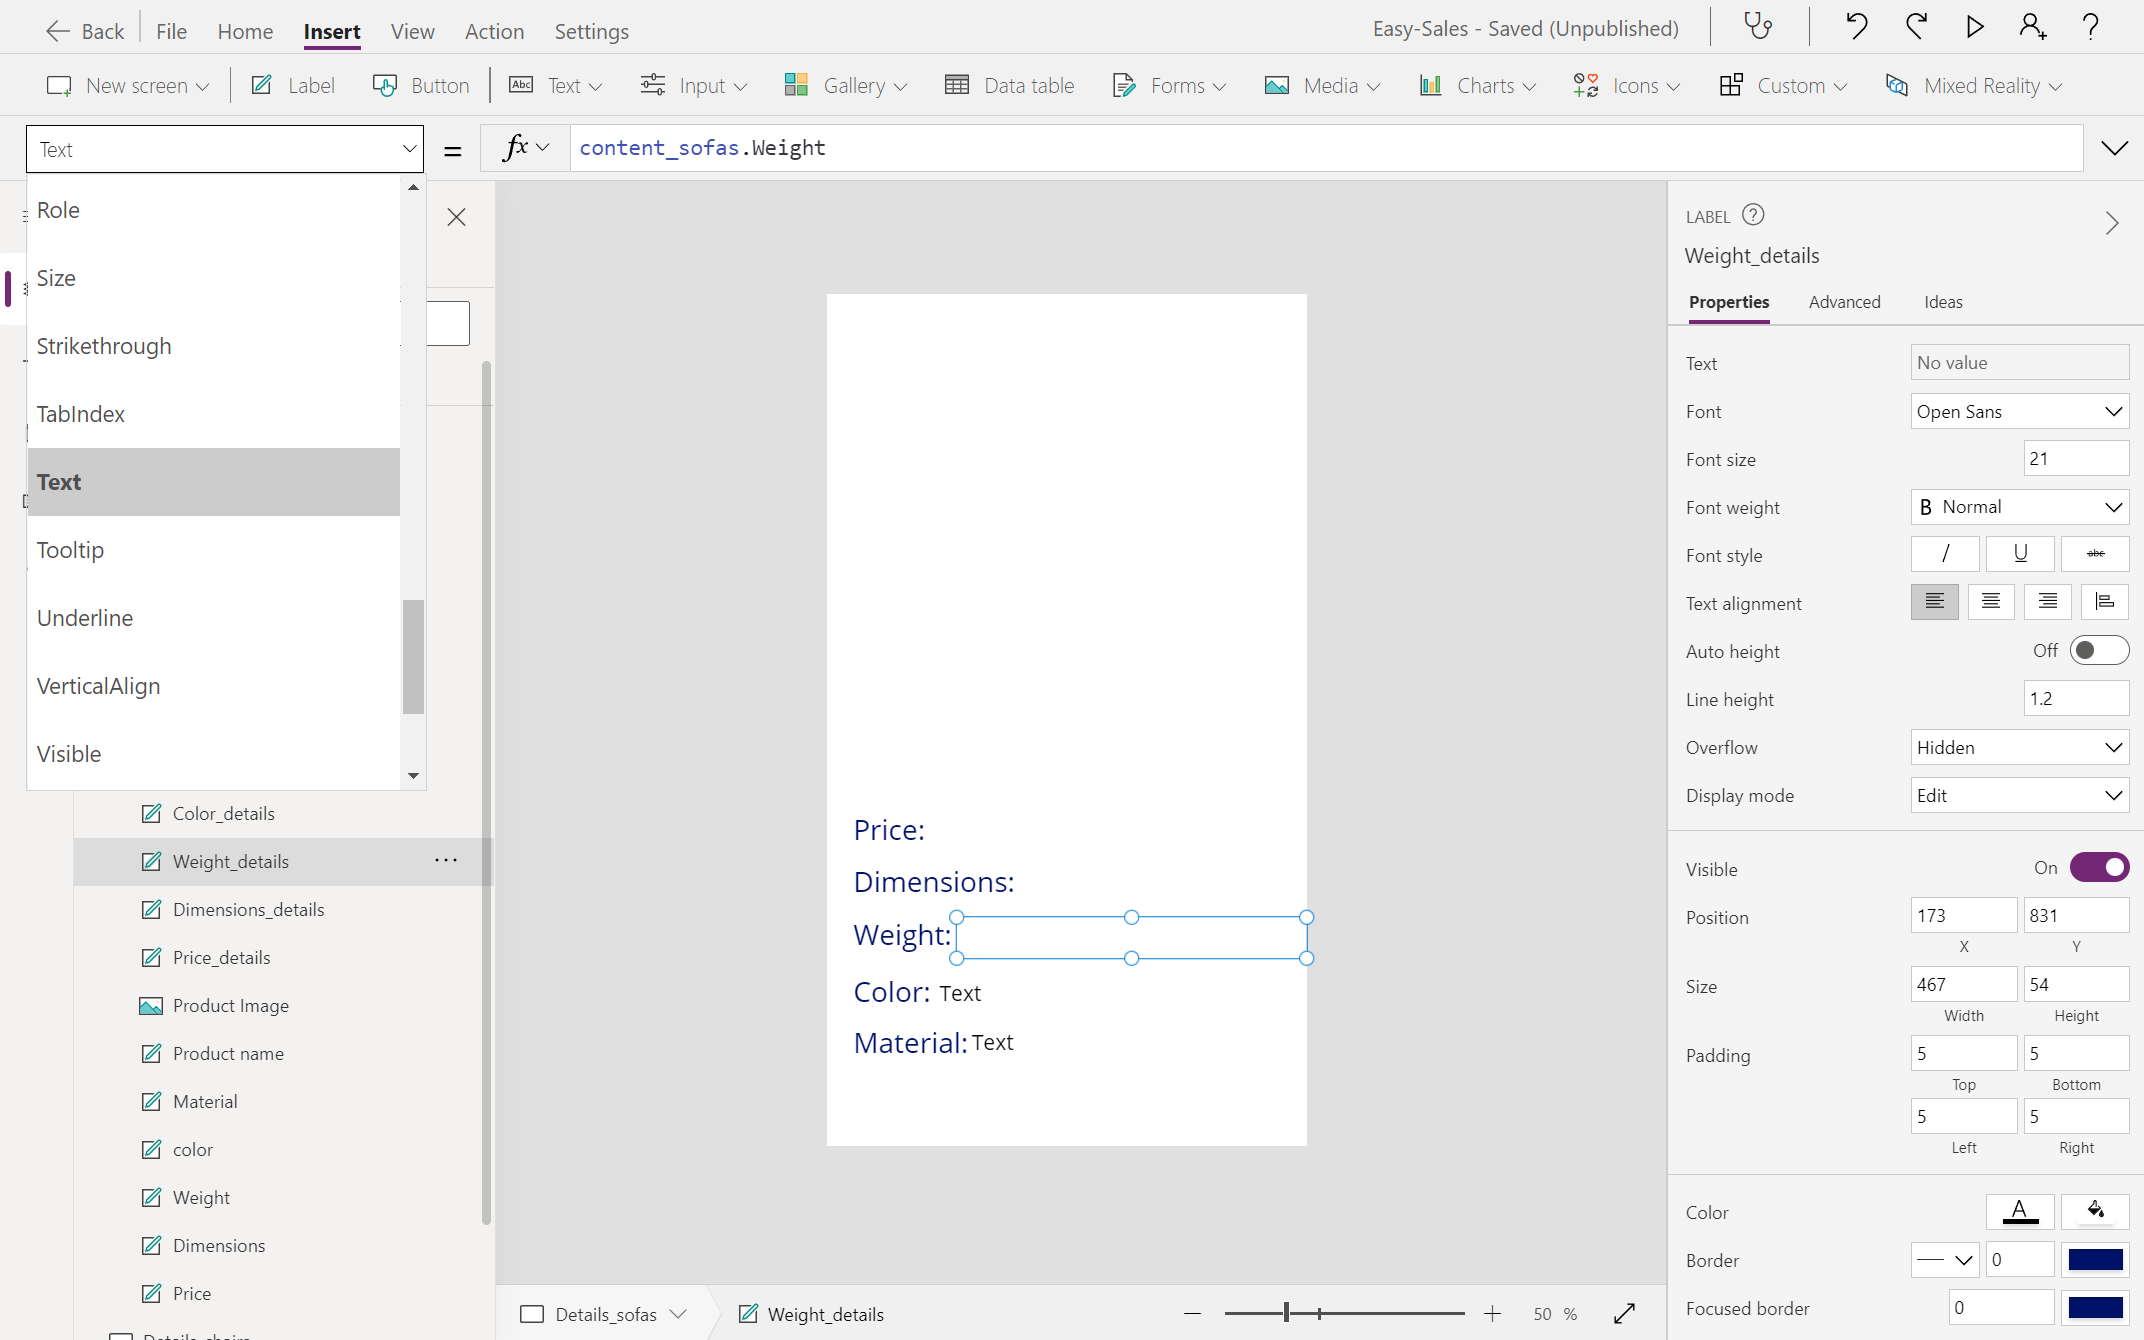 Back File Home Insert View Action Settings Easy-Sales - Saved (Unpublished)
New screen Label Button Abc Text Input Gallery Data table Forms Media Charts Icons Custom Mixed Reality
Text = fx content_sofas.Weight
Role
Size
Strikethrough
TabIndex
Text
Tooltip
Underline
VerticalAlign
Visible
Color_details
Weight_details ...
Dimensions_details
Price_details
Product Image
Product name
Material
color
Weight
Dimensions
Price
Price:
Dimensions:
Weight:
Color: Text
Material: Text
Details_sofas Weight_details 50 %
LABEL ?
Weight_details
Properties Advanced Ideas
Text No value
Font Open Sans
Font size 21
Font weight B Normal
Font style / U abc
Text alignment
Auto height Off
Line height 1.2
Overflow Hidden
Display mode Edit
Visible On
Position 173 831
X Y
Size 467 54
Width Height
Padding 5 5
Top Bottom
5 5
Left Right
Color A
Border 0
Focused border 0